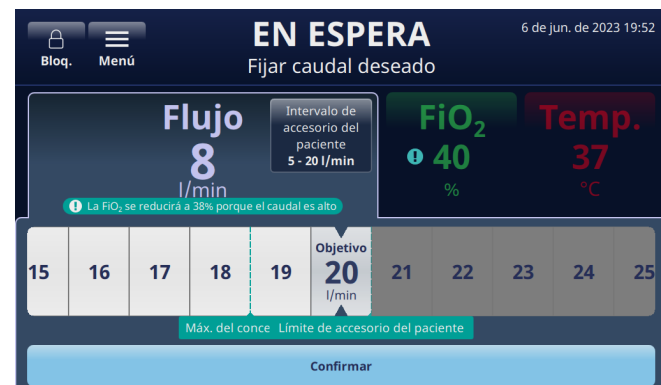 EN ESPERA
6 de jun. de 2023 19:52
Bloq.
Menú
Fijar caudal deseado
Flujo
8
l/min
Intervalo de
accesorio del
paciente
5 - 20 l/min
La FiO₂ se reducirá a 38% porque el caudal es alto
FiO₂
40
%
Temp.
37
°C
15 16 17 18 19
Objetivo
20
l/min
21 22 23 24 25
Máx. del conce
Límite de accesorio del paciente
Confirmar